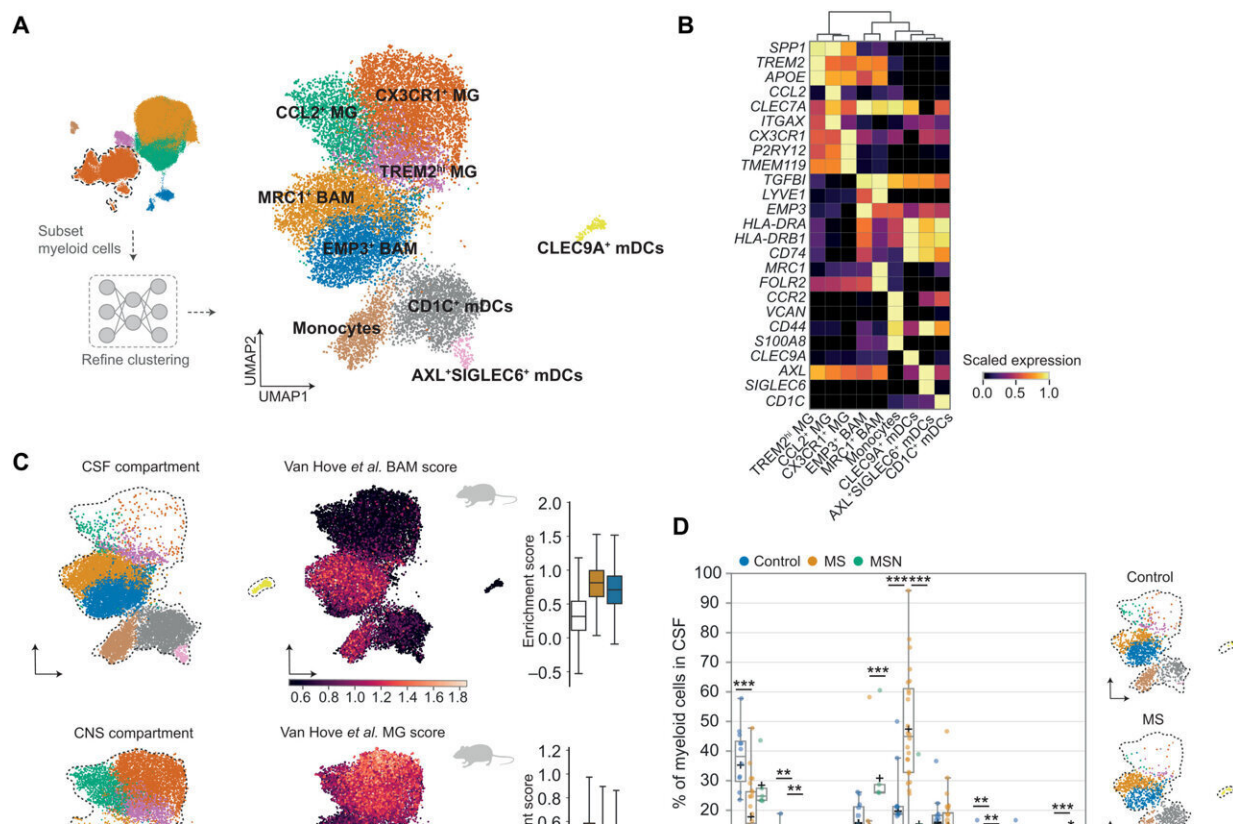 A
CX3CR1⁺ MG
CCL2⁺ MG
TREM2ʰⁱ MG
MRC1⁺ BAM
EMP3⁺ BAM
CLEC9A⁺ mDCs
CD1C⁺ mDCs
Monocytes
AXL⁺SIGLEC6⁺ mDCs
Subset
myeloid cells
Refine clustering
UMAP2
UMAP1
B
SPP1
TREM2
APOE
CCL2
CLEC7A
ITGAX
CX3CR1
P2RY12
TMEM119
TGFBI
LYVE1
EMP3
HLA-DRA
HLA-DRB1
CD74
MRC1
FOLR2
CCR2
VCAN
CD44
S100A8
CLEC9A
AXL
SIGLEC6
CD1C
Scaled expression
0.0 0.5 1.0
TREM2ʰⁱ MG
CCL2⁺ MG
CX3CR1⁺ MG
EMP3⁺ BAM
MRC1⁺ BAM
Monocytes
CLEC9A⁺ mDCs
AXL⁺SIGLEC6⁺ mDCs
CD1C⁺ mDCs
C
CSF compartment
Van Hove et al. BAM score
0.6 0.8 1.0 1.2 1.4 1.6 1.8
Enrichment score
2.0
1.5
1.0
0.5
0.0
–0.5
CNS compartment
Van Hove et al. MG score
1.2
1.0
0.8
0.6
D
Control MS MSN
% of myeloid cells in CSF
100
90
80
70
60
50
40
30
20
***
**
**
***
***
***
**
**
***
Control
MS